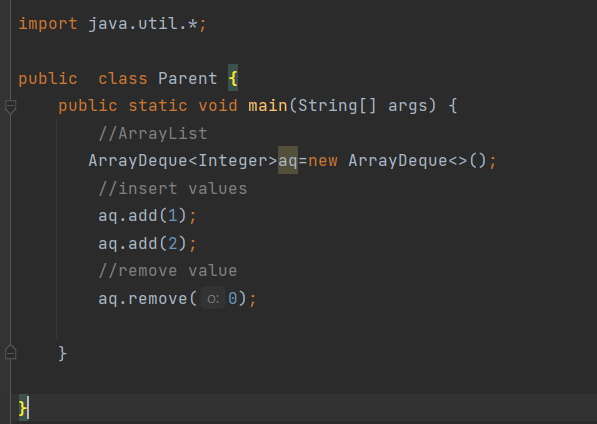 import java.util.*;
public  class Parent {
public static void main(String[] args) {
//ArrayList
ArrayDeque<Integer>aq=new ArrayDeque<>();
//insert values
aq.add(1);
aq.add(2);
//remove value
aq.remove( o: 0);
}
}